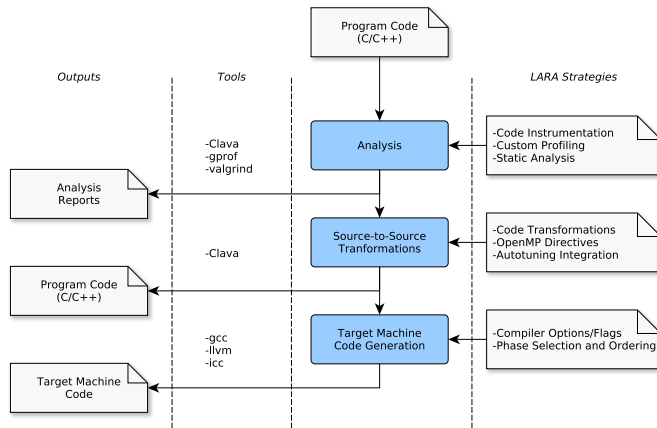 Program Code
(C/C++)
Outputs
Tools
LARA Strategies
-Clava
-gprof
-valgrind
Analysis
-Code Instrumentation
-Custom Profiling
-Static Analysis
Analysis
Reports
-Clava
Source-to-Source
Tranformations
-Code Transformations
-OpenMP Directives
-Autotuning Integration
Program Code
(C/C++)
-gcc
-llvm
-icc
Target Machine
Code Generation
-Compiler Options/Flags
-Phase Selection and Ordering
Target Machine
Code